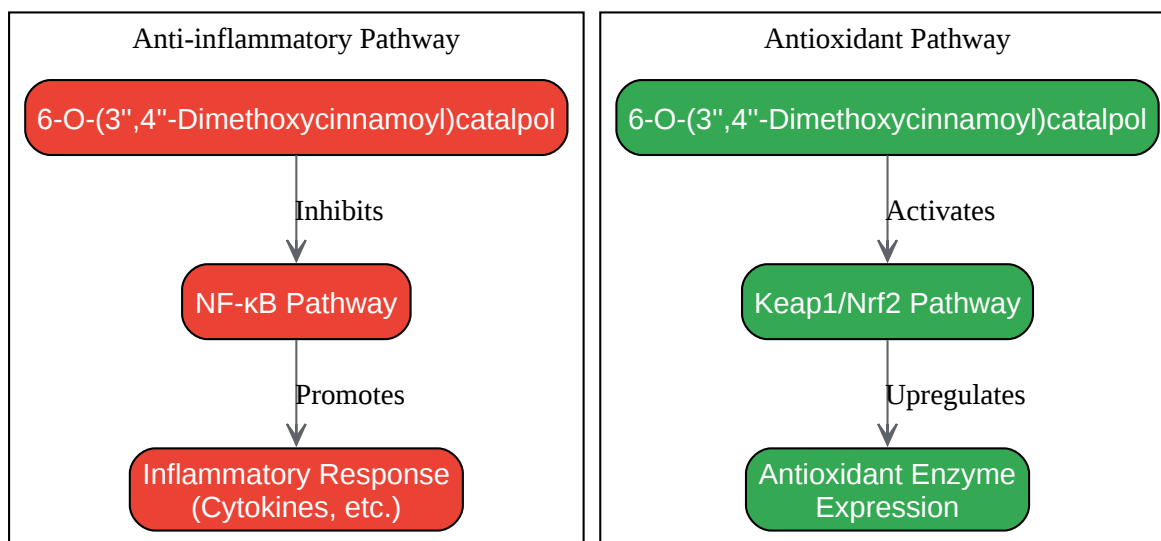 Anti-inflammatory Pathway
6-O-(3",4"-Dimethoxycinnamoyl)catalpol
Inhibits
NF-κB Pathway
Promotes
Inflammatory Response
(Cytokines, etc.)
Antioxidant Pathway
6-O-(3",4"-Dimethoxycinnamoyl)catalpol
Activates
Keap1/Nrf2 Pathway
Upregulates
Antioxidant Enzyme
Expression